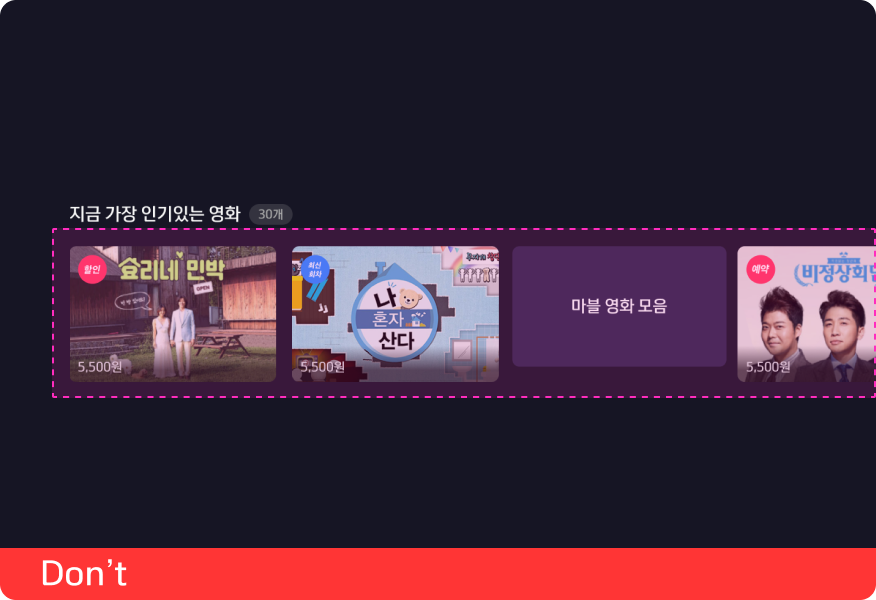 지금 가장 인기있는 영화 30개
할인
효리네 민박
OPEN
5,500원
최신
회차
나
혼자
산다
5,500원
마블 영화 모음
예약
비정상회담
5,500원
Don’t